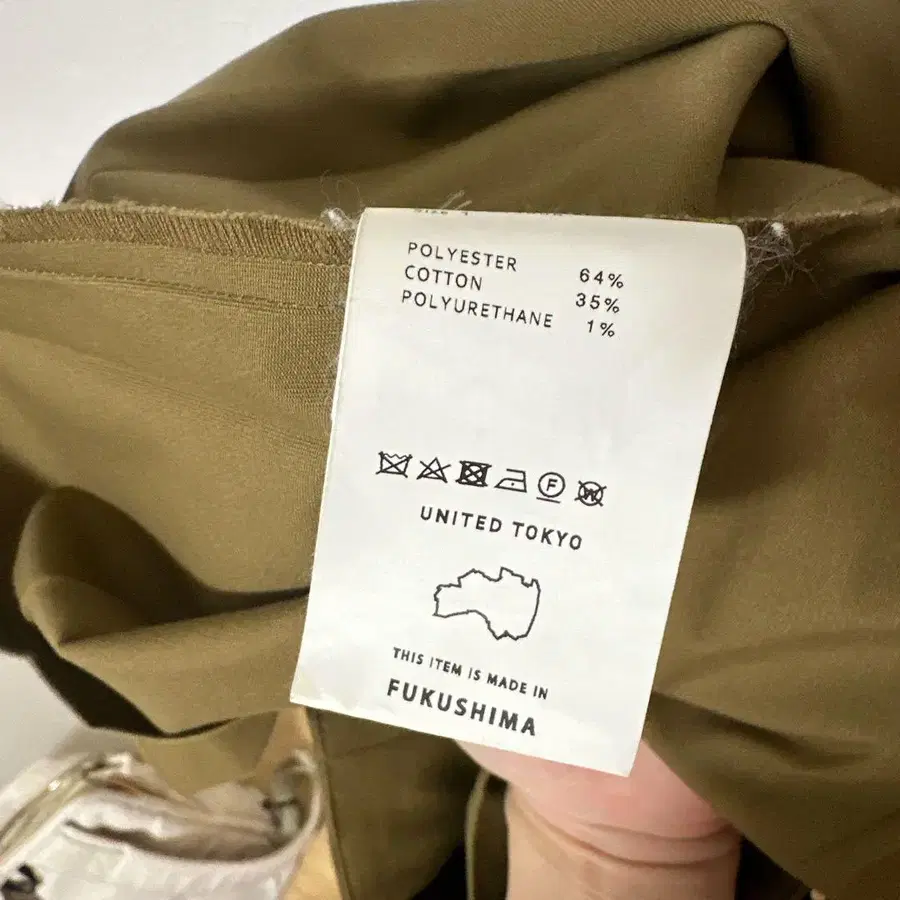 POLYESTER 64%
COTTON 35%
POLYURETHANE 1%
F W
UNITED TOKYO
THIS ITEM IS MADE IN
FUKUSHIMA